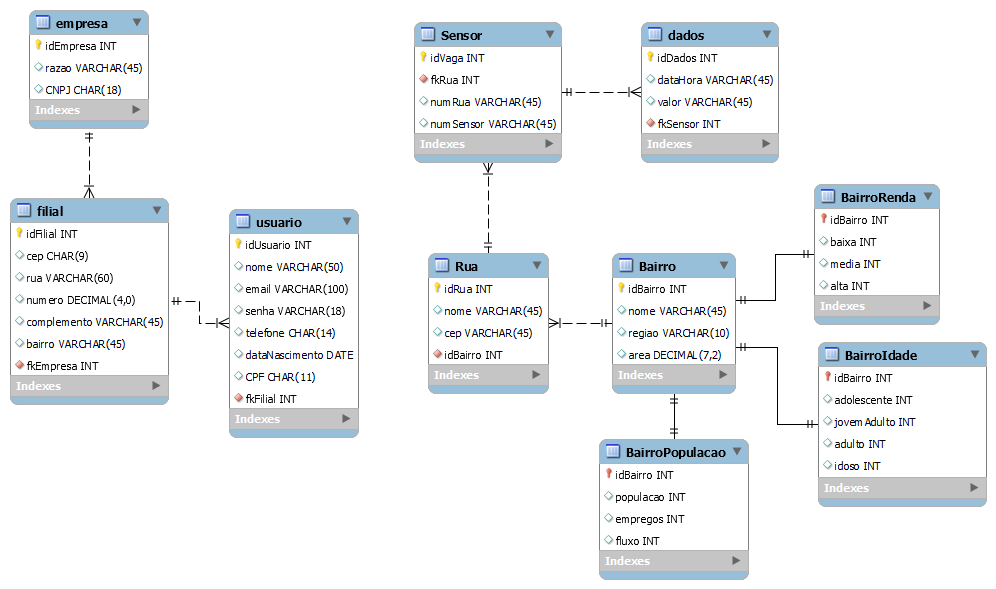 empresa
idEmpresa INT
razao VARCHAR(45)
CNPJ CHAR(18)
Indexes
filial
idFilial INT
cep CHAR(9)
rua VARCHAR(60)
numero DECIMAL(4,0)
complemento VARCHAR(45)
bairro VARCHAR(45)
fkEmpresa INT
Indexes
usuario
idUsuario INT
nome VARCHAR(50)
email VARCHAR(100)
senha VARCHAR(18)
telefone CHAR(14)
dataNascimento DATE
CPF CHAR(11)
fkFilial INT
Indexes
Sensor
idVaga INT
fkRua INT
numRua VARCHAR(45)
numSensor VARCHAR(45)
Indexes
dados
idDados INT
dataHora VARCHAR(45)
valor VARCHAR(45)
fkSensor INT
Indexes
Rua
idRua INT
nome VARCHAR(45)
cep VARCHAR(45)
idBairro INT
Indexes
Bairro
idBairro INT
nome VARCHAR(45)
regiao VARCHAR(10)
area DECIMAL(7,2)
Indexes
BairroRenda
idBairro INT
baixa INT
media INT
alta INT
Indexes
BairroIdade
idBairro INT
adolescente INT
jovemAdulto INT
adulto INT
idoso INT
Indexes
BairroPopulacao
idBairro INT
populacao INT
empregos INT
fluxo INT
Indexes